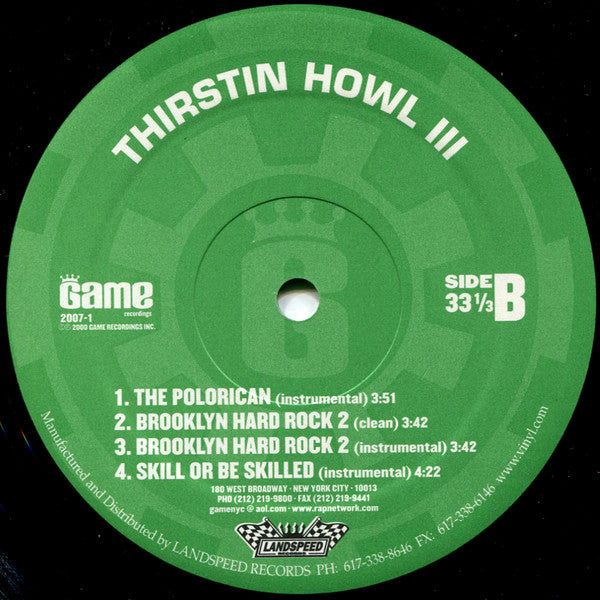 THIRSTIN HOWL III
Game
recordings
2007-1
℗© 2000 GAME RECORDINGS INC.
SIDE B
33 1/3
1. THE POLORICAN (instrumental) 3:51
2. BROOKLYN HARD ROCK 2 (clean) 3:42
3. BROOKLYN HARD ROCK 2 (instrumental) 3:42
4. SKILL OR BE SKILLED (instrumental) 4:22
180 WEST BROADWAY · NEW YORK CITY · 10013
PHO (212) 219-9800 · FAX (212) 219-9441
gamenyc @ aol.com · www.rapnetwork.com
LANDSPEED
RECORDS
Manufactured and Distributed by LANDSPEED RECORDS PH: 617-338-8646 FX: 617-338-6146 www.vinyl.com
G